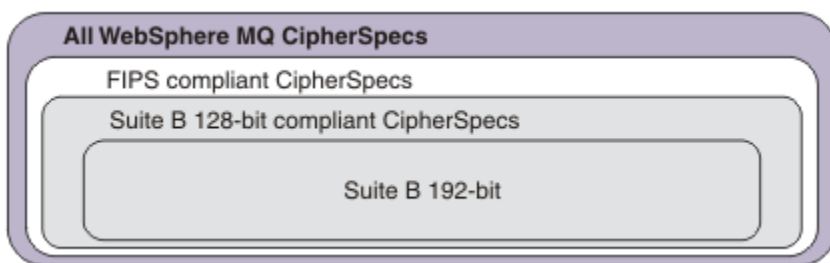 All WebSphere MQ CipherSpecs
FIPS compliant CipherSpecs
Suite B 128-bit compliant CipherSpecs
Suite B 192-bit